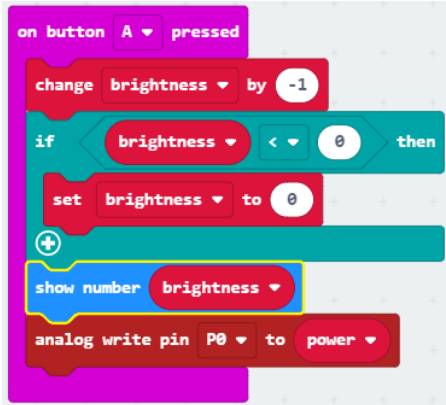 on button A pressed
change brightness by -1
if brightness < 0 then
set brightness to 0
show number brightness
analog write pin P0 to power